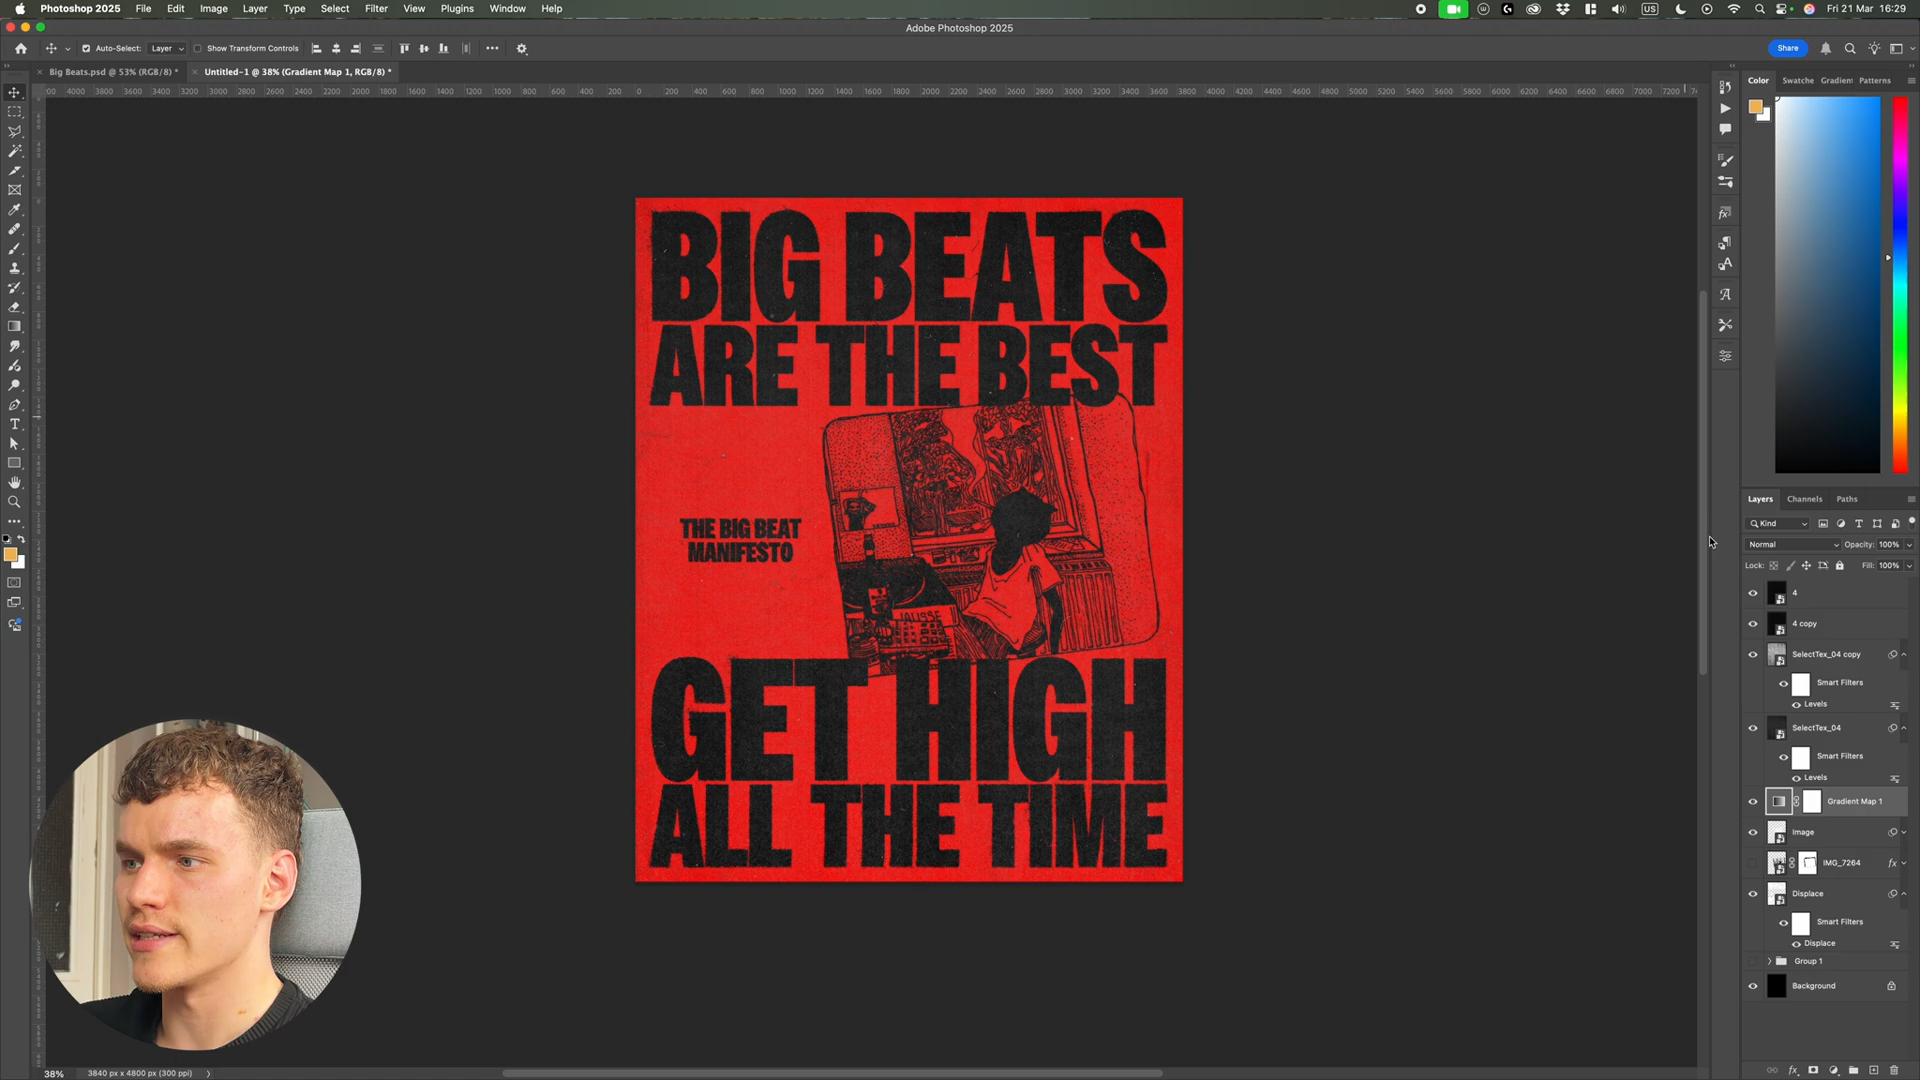 Photoshop 2025 File Edit Image Layer Type Select Filter View Plugins Window Help
US Fri 21 Mar 16:29
Adobe Photoshop 2025
Auto-Select: Layer Show Transform Controls
Share
Big Beats.psd @ 53% (RGB/8) *
Untitled-1 @ 38% (Gradient Map 1, RGB/8) *
Color Swatche Gradien Patterns
BIG BEATS
ARE THE BEST
THE BIG BEAT
MANIFESTO
JALISSE
GET HIGH
ALL THE TIME
Layers Channels Paths
Kind
Normal Opacity: 100%
Lock: Fill: 100%
4
4 copy
SelectTex_04 copy
Smart Filters
Levels
SelectTex_04
Smart Filters
Levels
Gradient Map 1
Image
IMG_7264 fx
Displace
Smart Filters
Displace
Group 1
Background
38% 3840 px x 4800 px (300 ppi)